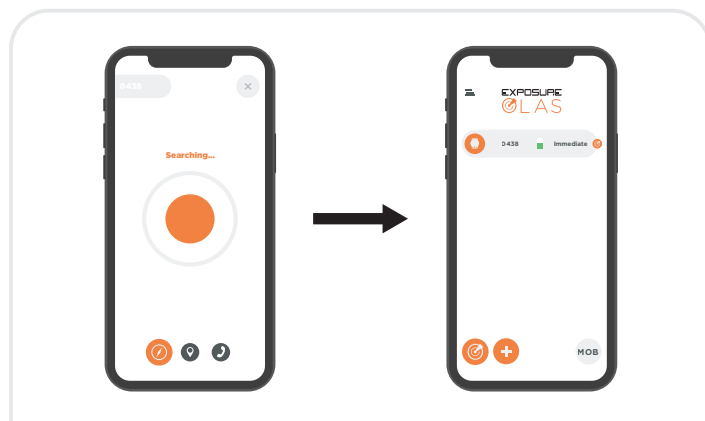 0438
Searching...
EXPOSURE
OLAS
0438 Immediate
MOB